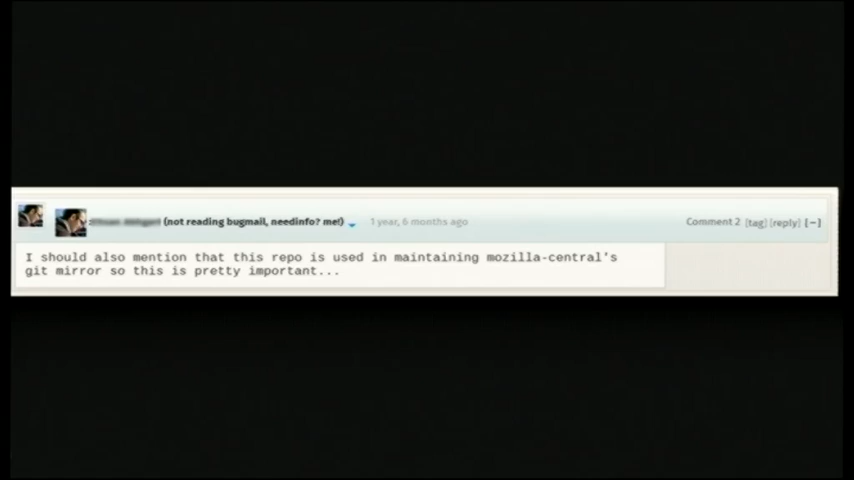 (not reading bugmail, needinfo? me!) 1 year, 6 months ago Comment 2 [tag] [reply] [−]
I should also mention that this repo is used in maintaining mozilla-central's
git mirror so this is pretty important...